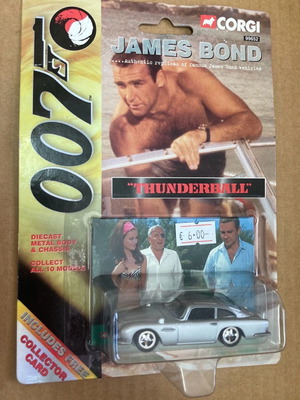 CORGI
99652
JAMES BOND
....Authentic replicas of famous James Bond vehicles
007
"THUNDERBALL"
DIECAST
METAL BODY
& CHASSIS
COLLECT
ALL 10 MODELS
€ 6-00
INCLUDES FREE
COLLECTOR
CARD